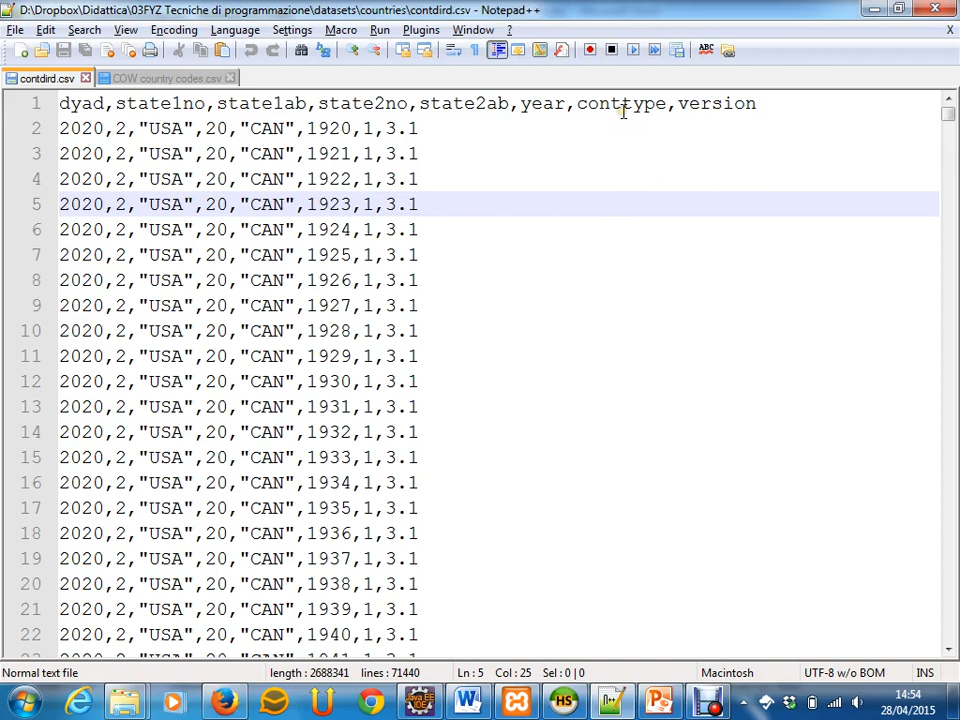 D:\Dropbox\Didattica\03FYZ Tecniche di programmazione\datasets\countries\contdird.csv - Notepad++
File Edit Search View Encoding Language Settings Macro Run Plugins Window ? X
contdird.csv COW country codes.csv
1 dyad,state1no,state1ab,state2no,state2ab,year,conttype,version
2 2020,2,"USA",20,"CAN",1920,1,3.1
3 2020,2,"USA",20,"CAN",1921,1,3.1
4 2020,2,"USA",20,"CAN",1922,1,3.1
5 2020,2,"USA",20,"CAN",1923,1,3.1
6 2020,2,"USA",20,"CAN",1924,1,3.1
7 2020,2,"USA",20,"CAN",1925,1,3.1
8 2020,2,"USA",20,"CAN",1926,1,3.1
9 2020,2,"USA",20,"CAN",1927,1,3.1
10 2020,2,"USA",20,"CAN",1928,1,3.1
11 2020,2,"USA",20,"CAN",1929,1,3.1
12 2020,2,"USA",20,"CAN",1930,1,3.1
13 2020,2,"USA",20,"CAN",1931,1,3.1
14 2020,2,"USA",20,"CAN",1932,1,3.1
15 2020,2,"USA",20,"CAN",1933,1,3.1
16 2020,2,"USA",20,"CAN",1934,1,3.1
17 2020,2,"USA",20,"CAN",1935,1,3.1
18 2020,2,"USA",20,"CAN",1936,1,3.1
19 2020,2,"USA",20,"CAN",1937,1,3.1
20 2020,2,"USA",20,"CAN",1938,1,3.1
21 2020,2,"USA",20,"CAN",1939,1,3.1
22 2020,2,"USA",20,"CAN",1940,1,3.1
Normal text file length : 2688341 lines : 71440 Ln : 5 Col : 25 Sel : 0 | 0 Macintosh UTF-8 w/o BOM INS
14:54
28/04/2015